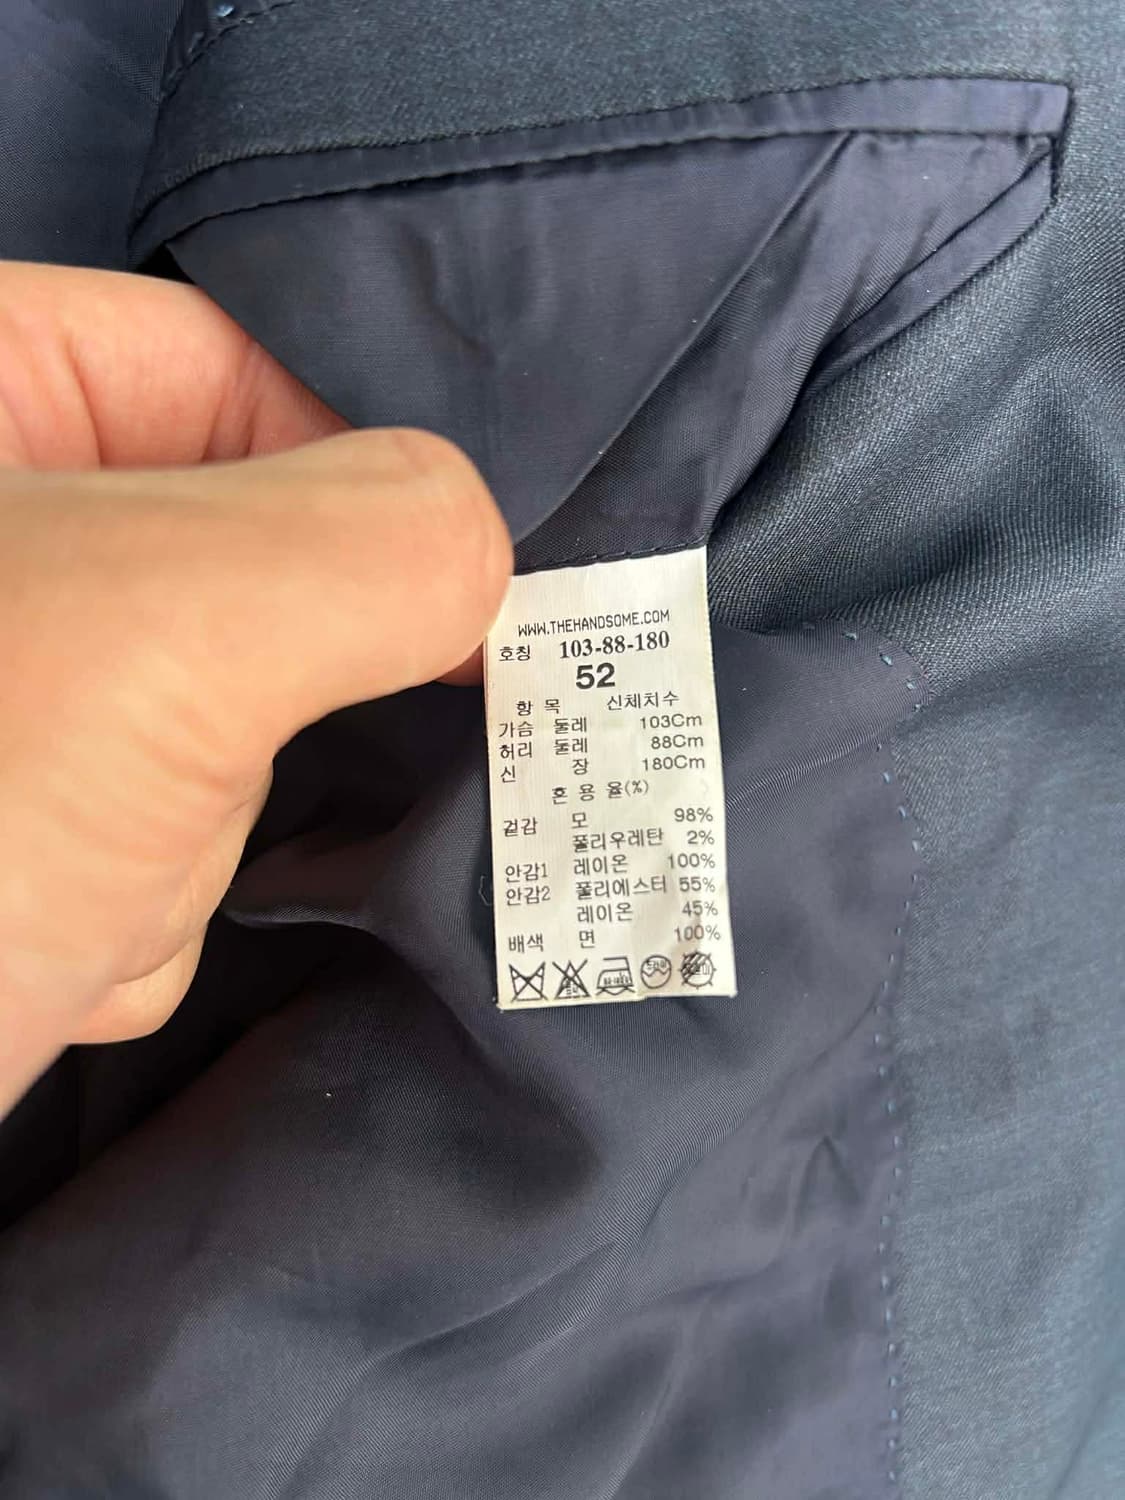 WWW.THEHANDSOME.COM
호칭 103-88-180
52
항 목 신체치수
가슴 둘레 103Cm
허리 둘레 88Cm
신 장 180Cm
혼 용 율(%)
겉감 모 98%
폴리우레탄 2%
안감1 레이온 100%
안감2 폴리에스터 55%
레이온 45%
배색 면 100%